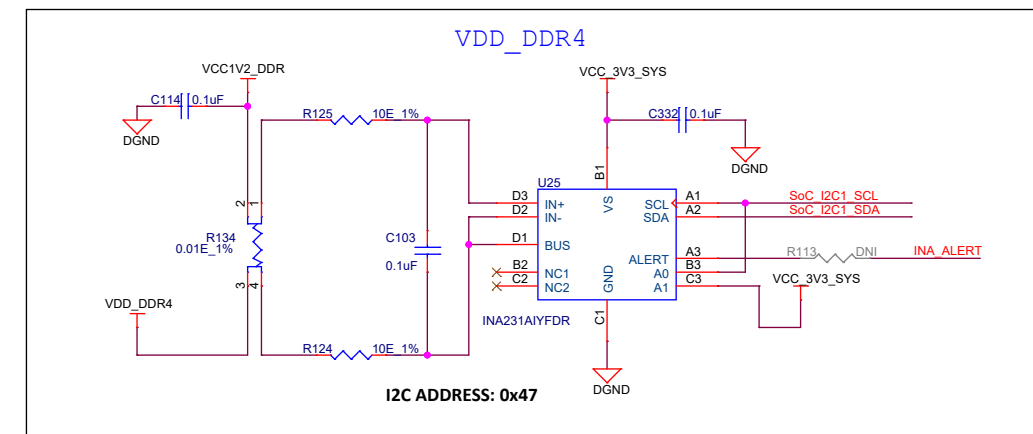 VDD_DDR4
VCC1V2_DDR
VCC_3V3_SYS
C114 0.1uF
DGND
R125 10E_1%
C332 0.1uF
DGND
B1
U25
VS
2 1
D3 IN+
D2 IN-
D1 BUS
B2 NC1
C2 NC2
SCL A1 SoC_I2C1_SCL
SDA A2 SoC_I2C1_SDA
ALERT A3 R113 DNI INA_ALERT
A0 B3
A1 C3
VCC_3V3_SYS
GND
C1
R134
0.01E_1%
C103
0.1uF
3 4
VDD_DDR4
INA231AIYFDR
R124 10E_1%
DGND
I2C ADDRESS: 0x47